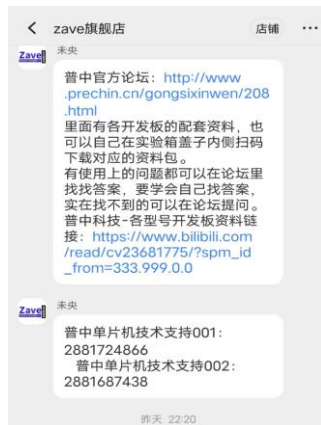 zave旗舰店
店铺
Zave
未央
普中官方论坛：http://www
.prechin.cn/gongsixinwen/208
.html
里面有各开发板的配套资料，也
可以自己在实验箱盖子内侧扫码
下载对应的资料包。
有使用上的问题都可以在论坛里
找找答案，要学会自己找答案，
实在找不到的可以在论坛提问。
普中科技-各型号开发板资料链
接：https://www.bilibili.com
/read/cv23681775/?spm_id
_from=333.999.0.0
Zave
未央
普中单片机技术支持001：
2881724866
普中单片机技术支持002：
2881687438
昨天 22:20